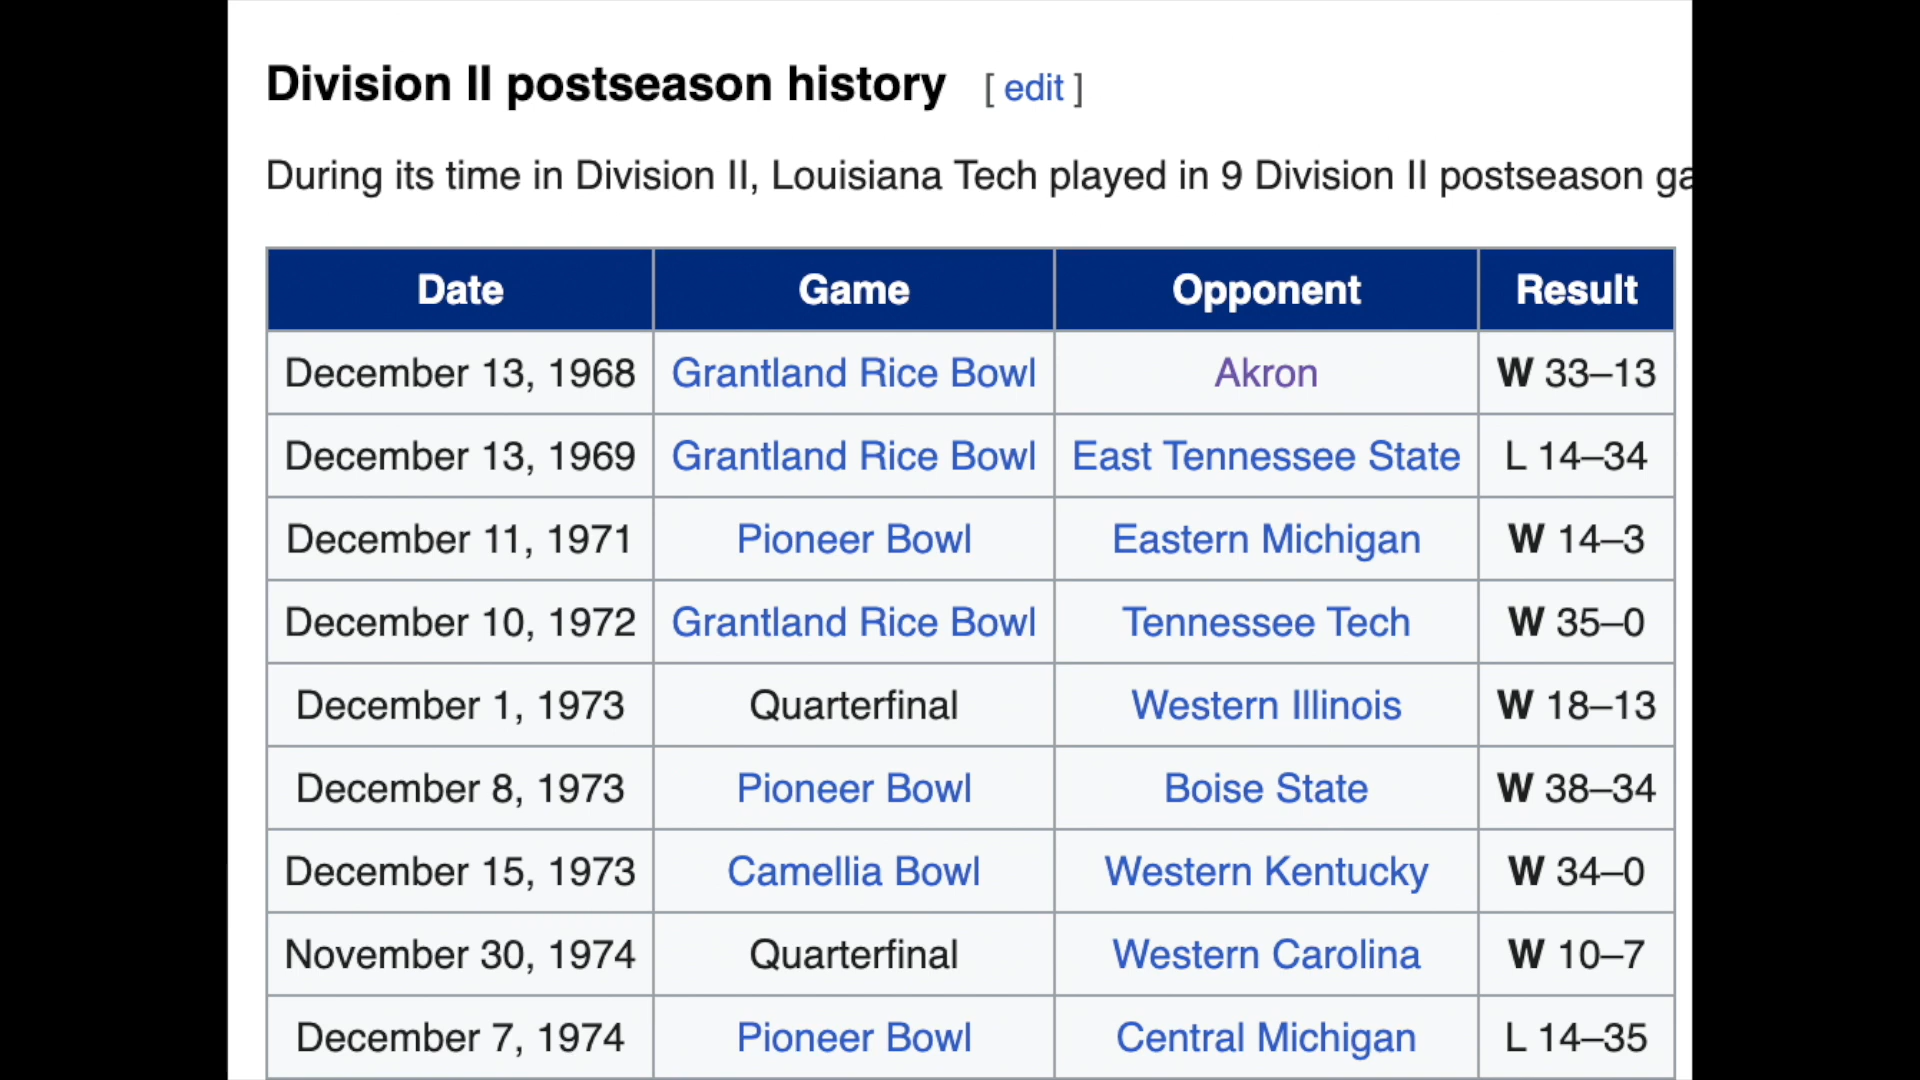 Division II postseason history [ edit ]
During its time in Division II, Louisiana Tech played in 9 Division II postseason ga
Date Game Opponent Result
December 13, 1968 Grantland Rice Bowl Akron W 33–13
December 13, 1969 Grantland Rice Bowl East Tennessee State L 14–34
December 11, 1971 Pioneer Bowl Eastern Michigan W 14–3
December 10, 1972 Grantland Rice Bowl Tennessee Tech W 35–0
December 1, 1973 Quarterfinal Western Illinois W 18–13
December 8, 1973 Pioneer Bowl Boise State W 38–34
December 15, 1973 Camellia Bowl Western Kentucky W 34–0
November 30, 1974 Quarterfinal Western Carolina W 10–7
December 7, 1974 Pioneer Bowl Central Michigan L 14–35